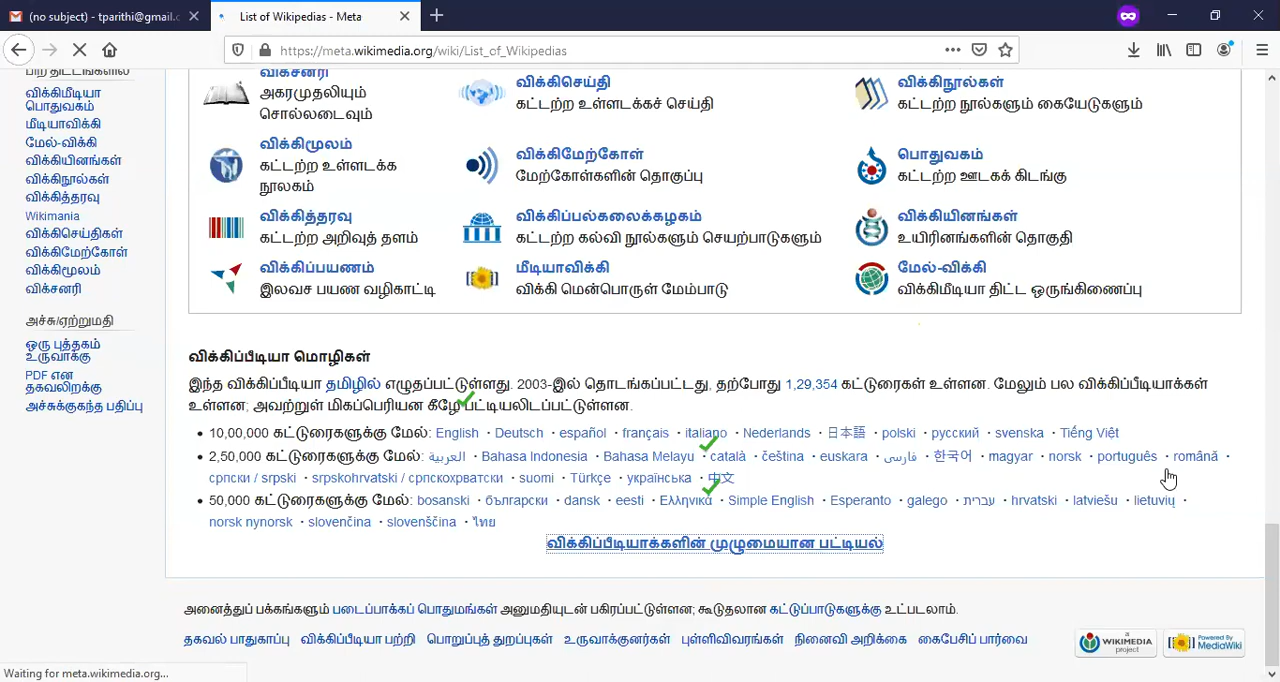 (no subject) - tparithi@gmail.c
List of Wikipedias - Meta
https://meta.wikimedia.org/wiki/List_of_Wikipedias
பிற திட்டங்களில்
விக்கிமீடியா
பொதுவகம்
மீடியாவிக்கி
மேல்-விக்கி
விக்கியினங்கள்
விக்கிநூல்கள்
விக்கித்தரவு
Wikimania
விக்கிசெய்திகள்
விக்கிமேற்கோள்
விக்கிமூலம்
விக்சனரி
அச்சு/ஏற்றுமதி
ஒரு புத்தகம்
உருவாக்கு
PDF என
தகவலிறக்கு
அச்சுக்குகந்த பதிப்பு
விக்சனரி
அகரமுதலியும்
சொல்லடைவும்
விக்கிசெய்தி
கட்டற்ற உள்ளடக்கச் செய்தி
விக்கிநூல்கள்
கட்டற்ற நூல்களும் கையேடுகளும்
விக்கிமூலம்
கட்டற்ற உள்ளடக்க
நூலகம்
விக்கிமேற்கோள்
மேற்கோள்களின் தொகுப்பு
பொதுவகம்
கட்டற்ற ஊடகக் கிடங்கு
விக்கித்தரவு
கட்டற்ற அறிவுத் தளம்
விக்கிப்பல்கலைக்கழகம்
கட்டற்ற கல்வி நூல்களும் செயற்பாடுகளும்
விக்கியினங்கள்
உயிரினங்களின் தொகுதி
விக்கிப்பயணம்
இலவச பயண வழிகாட்டி
மீடியாவிக்கி
விக்கி மென்பொருள் மேம்பாடு
மேல்-விக்கி
விக்கிமீடியா திட்ட ஒருங்கிணைப்பு
விக்கிப்பீடியா மொழிகள்
இந்த விக்கிப்பீடியா தமிழில் எழுதப்பட்டுள்ளது. 2003-இல் தொடங்கப்பட்டது, தற்போது 1,29,354 கட்டுரைகள் உள்ளன. மேலும் பல விக்கிப்பீடியாக்கள்
உள்ளன; அவற்றுள் மிகப்பெரியன கீழே பட்டியலிடப்பட்டுள்ளன.
• 10,00,000 கட்டுரைகளுக்கு மேல்: English · Deutsch · español · français · italiano · Nederlands · 日本語 · polski · русский · svenska · Tiếng Việt
• 2,50,000 கட்டுரைகளுக்கு மேல்: العربية · Bahasa Indonesia · Bahasa Melayu · català · čeština · euskara · فارسی · 한국어 · magyar · norsk · português · română ·
српски / srpski · srpskohrvatski / српскохрватски · suomi · Türkçe · українська · 中文
• 50,000 கட்டுரைகளுக்கு மேல்: bosanski · български · dansk · eesti · Ελληνικά · Simple English · Esperanto · galego · עברית · hrvatski · latviešu · lietuvių ·
norsk nynorsk · slovenčina · slovenščina · ไทย
விக்கிப்பீடியாக்களின் முழுமையான பட்டியல்
அனைத்துப் பக்கங்களும் படைப்பாக்கப் பொதுமங்கள் அனுமதியுடன் பகிரப்பட்டுள்ளன; கூடுதலான கட்டுப்பாடுகளுக்கு உட்படலாம்.
தகவல் பாதுகாப்பு விக்கிப்பீடியா பற்றி பொறுப்புத் துறப்புகள் உருவாக்குனர்கள் புள்ளிவிவரங்கள் நினைவி அறிக்கை கைபேசிப் பார்வை
a
WIKIMEDIA
project
Powered By
MediaWiki
Waiting for meta.wikimedia.org...